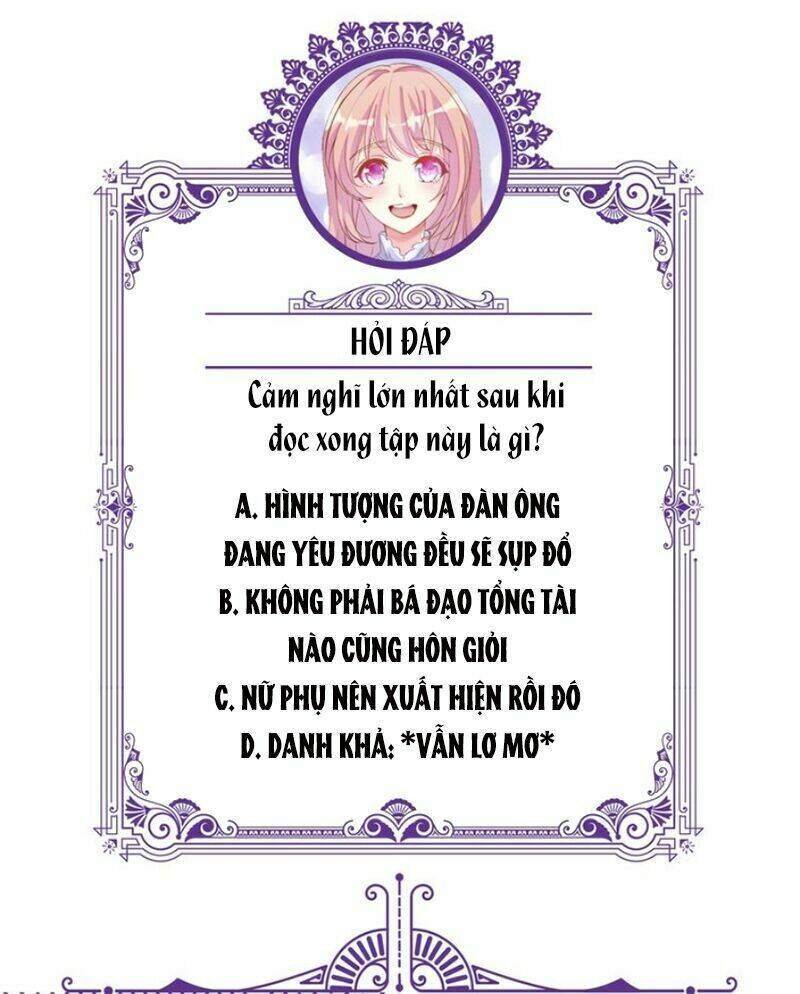 HỎI ĐÁP
Cảm nghĩ lớn nhất sau khi
đọc xong tập này là gì?
A. HÌNH TƯỢNG CỦA ĐÀN ÔNG
ĐANG YÊU ĐƯƠNG ĐỀU SẼ SỤP ĐỔ
B. KHÔNG PHẢI BÁ ĐẠO TỔNG TÀI
NÀO CŨNG HÔN GIỎI
C. NỮ PHỤ NÊN XUẤT HIỆN RỒI ĐÓ
D. DANH KHẢ: *VẪN LƠ MƠ*